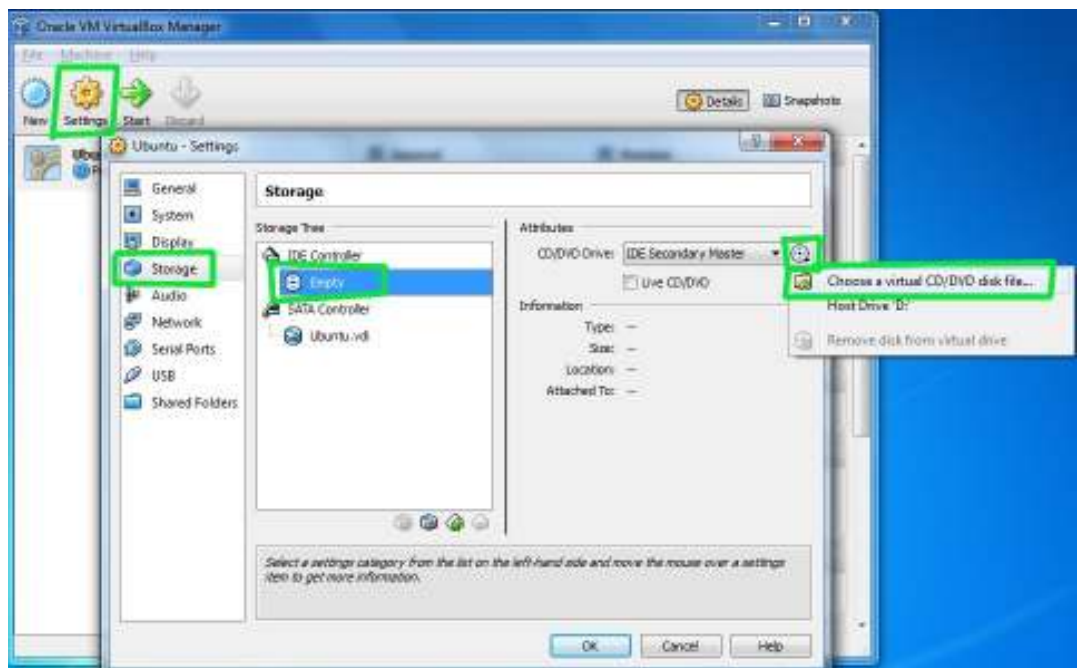 Oracle VM VirtualBox Manager
File Machine Help
New Settings Start Discard
Details Snapshots
Ubuntu - Settings
General
System
Display
Storage
Audio
Network
Serial Ports
USB
Shared Folders
Storage
Storage Tree
IDE Controller
Empty
SATA Controller
Ubuntu.vdi
Attributes
CD/DVD Drive: IDE Secondary Master
Live CD/DVD
Information
Type: --
Size: --
Location: --
Attached To: --
Choose a virtual CD/DVD disk file...
Host Drive 'D:'
Remove disk from virtual drive
Select a settings category from the list on the left-hand side and move the mouse over a settings
item to get more information.
OK Cancel Help